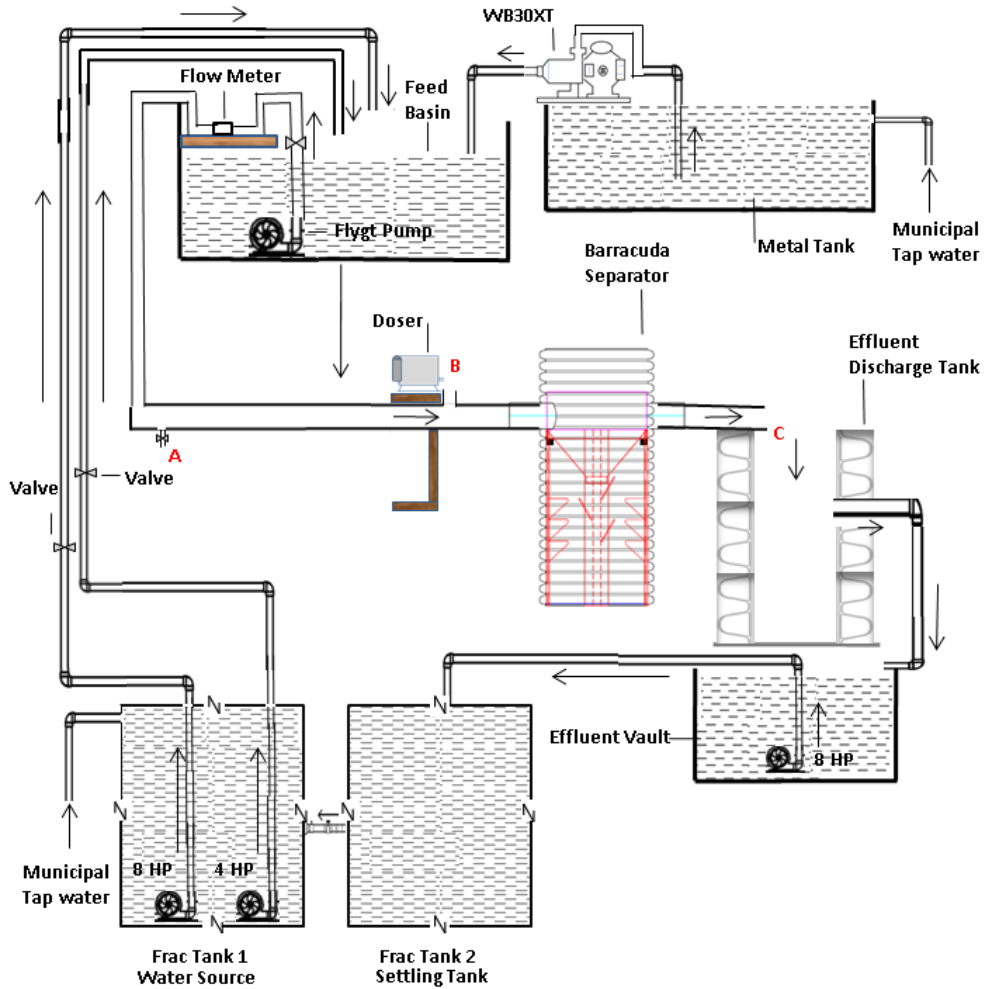 WB30XT
Flow Meter
Feed
Basin
Flygt Pump
Metal Tank
Municipal
Tap water
Barracuda
Separator
Doser
B
Effluent
Discharge Tank
A
C
Valve
Valve
Effluent Vault
8 HP
8 HP
4 HP
N
N
N
N
N
N
N
N
Municipal
Tap water
Frac Tank 1
Water Source
Frac Tank 2
Settling Tank